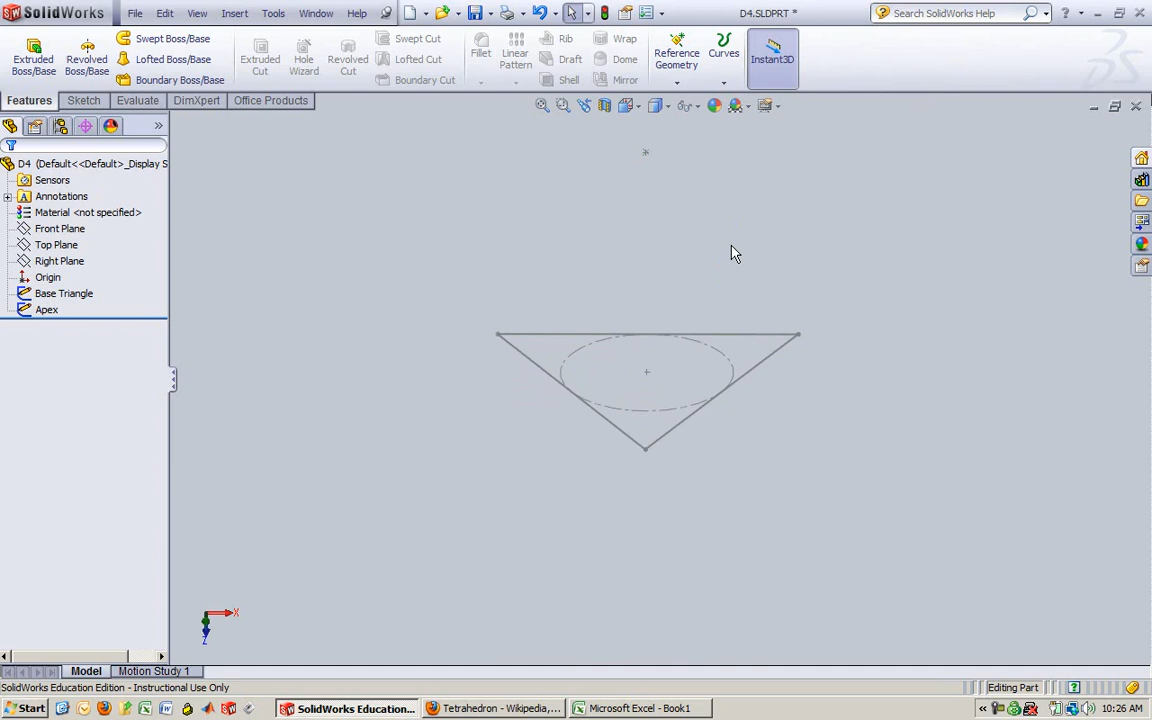 SolidWorks
File Edit View Insert Tools Window Help
D4.SLDPRT *
Search SolidWorks Help
Extruded Boss/Base
Revolved Boss/Base
Swept Boss/Base
Lofted Boss/Base
Boundary Boss/Base
Extruded Cut
Hole Wizard
Revolved Cut
Swept Cut
Lofted Cut
Boundary Cut
Fillet
Linear Pattern
Rib
Draft
Shell
Wrap
Dome
Mirror
Reference Geometry
Curves
Instant3D
Features Sketch Evaluate DimXpert Office Products
D4 (Default<<Default>_Display S
Sensors
Annotations
Material <not specified>
Front Plane
Top Plane
Right Plane
Origin
Base Triangle
Apex
X
Z
Model Motion Study 1
SolidWorks Education Edition - Instructional Use Only
Editing Part
Start
SolidWorks Education...
Tetrahedron - Wikipedia,...
Microsoft Excel - Book1
10:26 AM